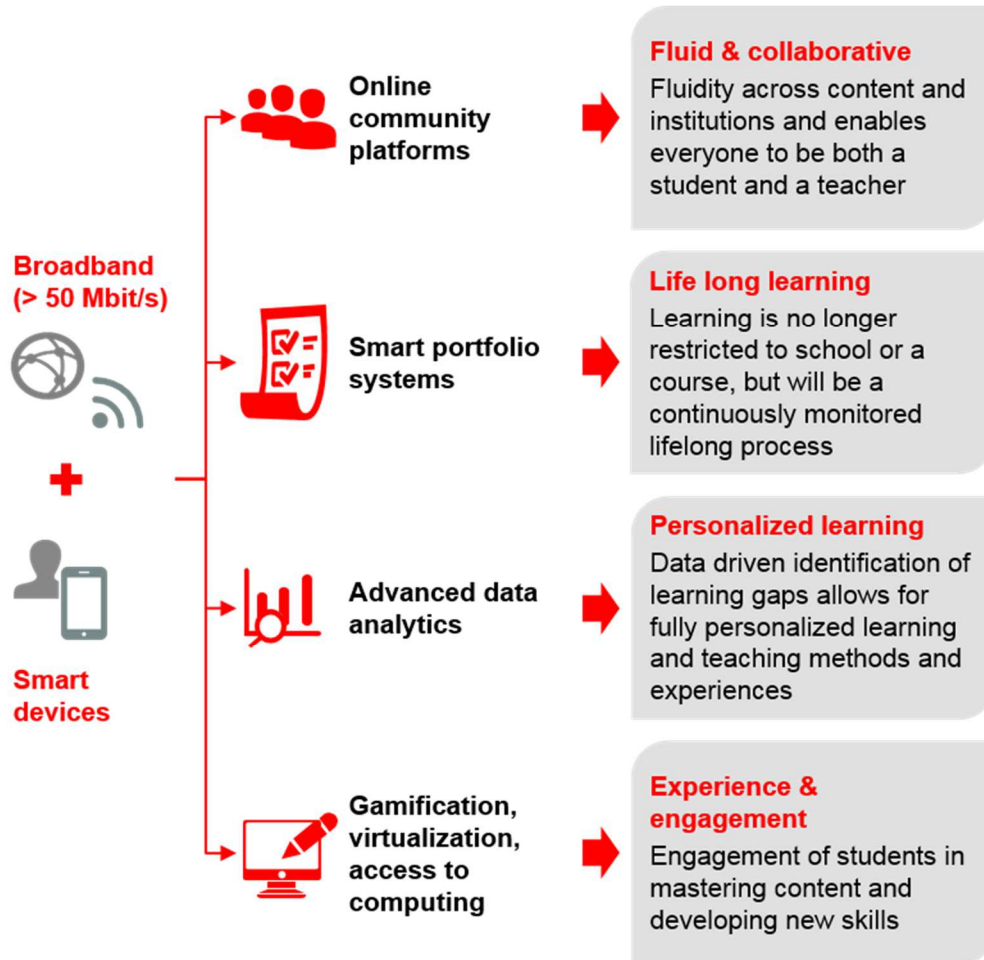 Broadband
(> 50 Mbit/s)
Smart
devices
Online
community
platforms
Fluid & collaborative
Fluidity across content and
institutions and enables
everyone to be both a
student and a teacher
Smart portfolio
systems
Life long learning
Learning is no longer
restricted to school or a
course, but will be a
continuously monitored
lifelong process
Advanced data
analytics
Personalized learning
Data driven identification of
learning gaps allows for
fully personalized learning
and teaching methods and
experiences
Gamification,
virtualization,
access to
computing
Experience &
engagement
Engagement of students in
mastering content and
developing new skills